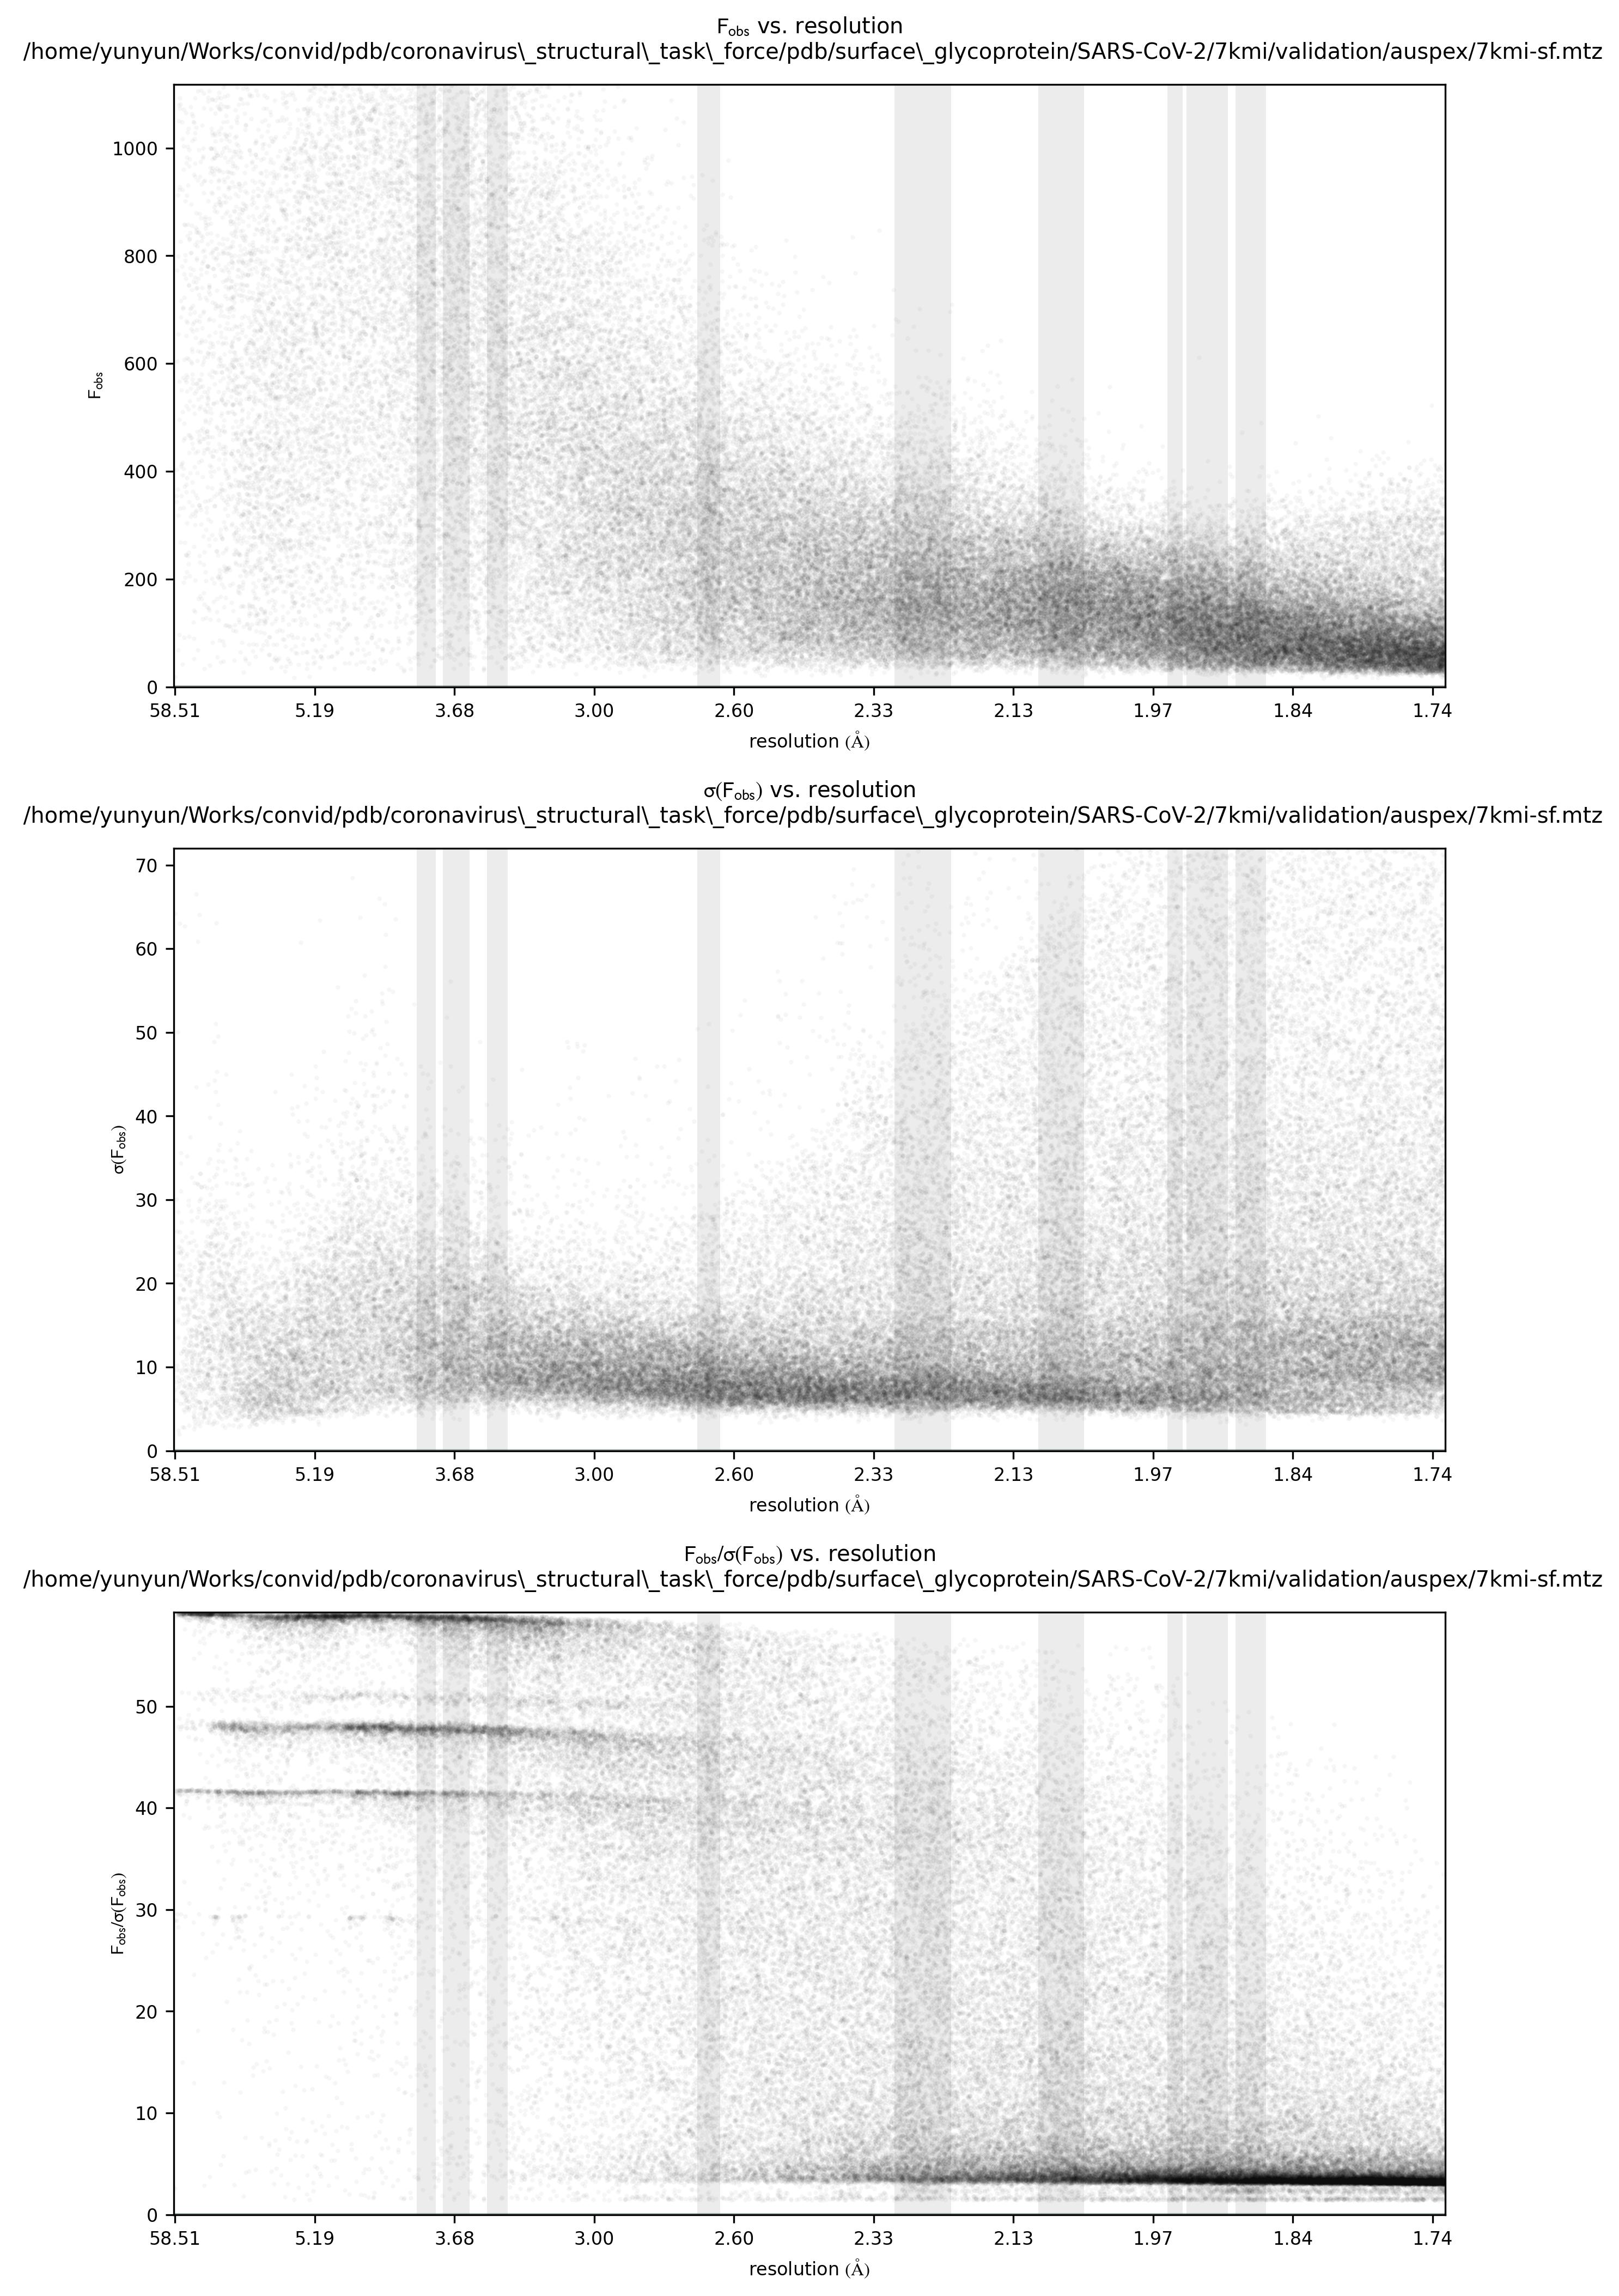 Fobs vs. resolution
/home/yunyun/Works/convid/pdb/coronavirus\_structural\_task\_force/pdb/surface\_glycoprotein/SARS-CoV-2/7kmi/validation/auspex/7kmi-sf.mtz
1000
800
600
400
200
0
Fobs
58.51 5.19 3.68 3.00 2.60 2.33 2.13 1.97 1.84 1.74
resolution (Å)
σ(Fobs) vs. resolution
/home/yunyun/Works/convid/pdb/coronavirus\_structural\_task\_force/pdb/surface\_glycoprotein/SARS-CoV-2/7kmi/validation/auspex/7kmi-sf.mtz
70
60
50
40
30
20
10
0
σ(Fobs)
58.51 5.19 3.68 3.00 2.60 2.33 2.13 1.97 1.84 1.74
resolution (Å)
Fobs/σ(Fobs) vs. resolution
/home/yunyun/Works/convid/pdb/coronavirus\_structural\_task\_force/pdb/surface\_glycoprotein/SARS-CoV-2/7kmi/validation/auspex/7kmi-sf.mtz
50
40
30
20
10
0
Fobs/σ(Fobs)
58.51 5.19 3.68 3.00 2.60 2.33 2.13 1.97 1.84 1.74
resolution (Å)